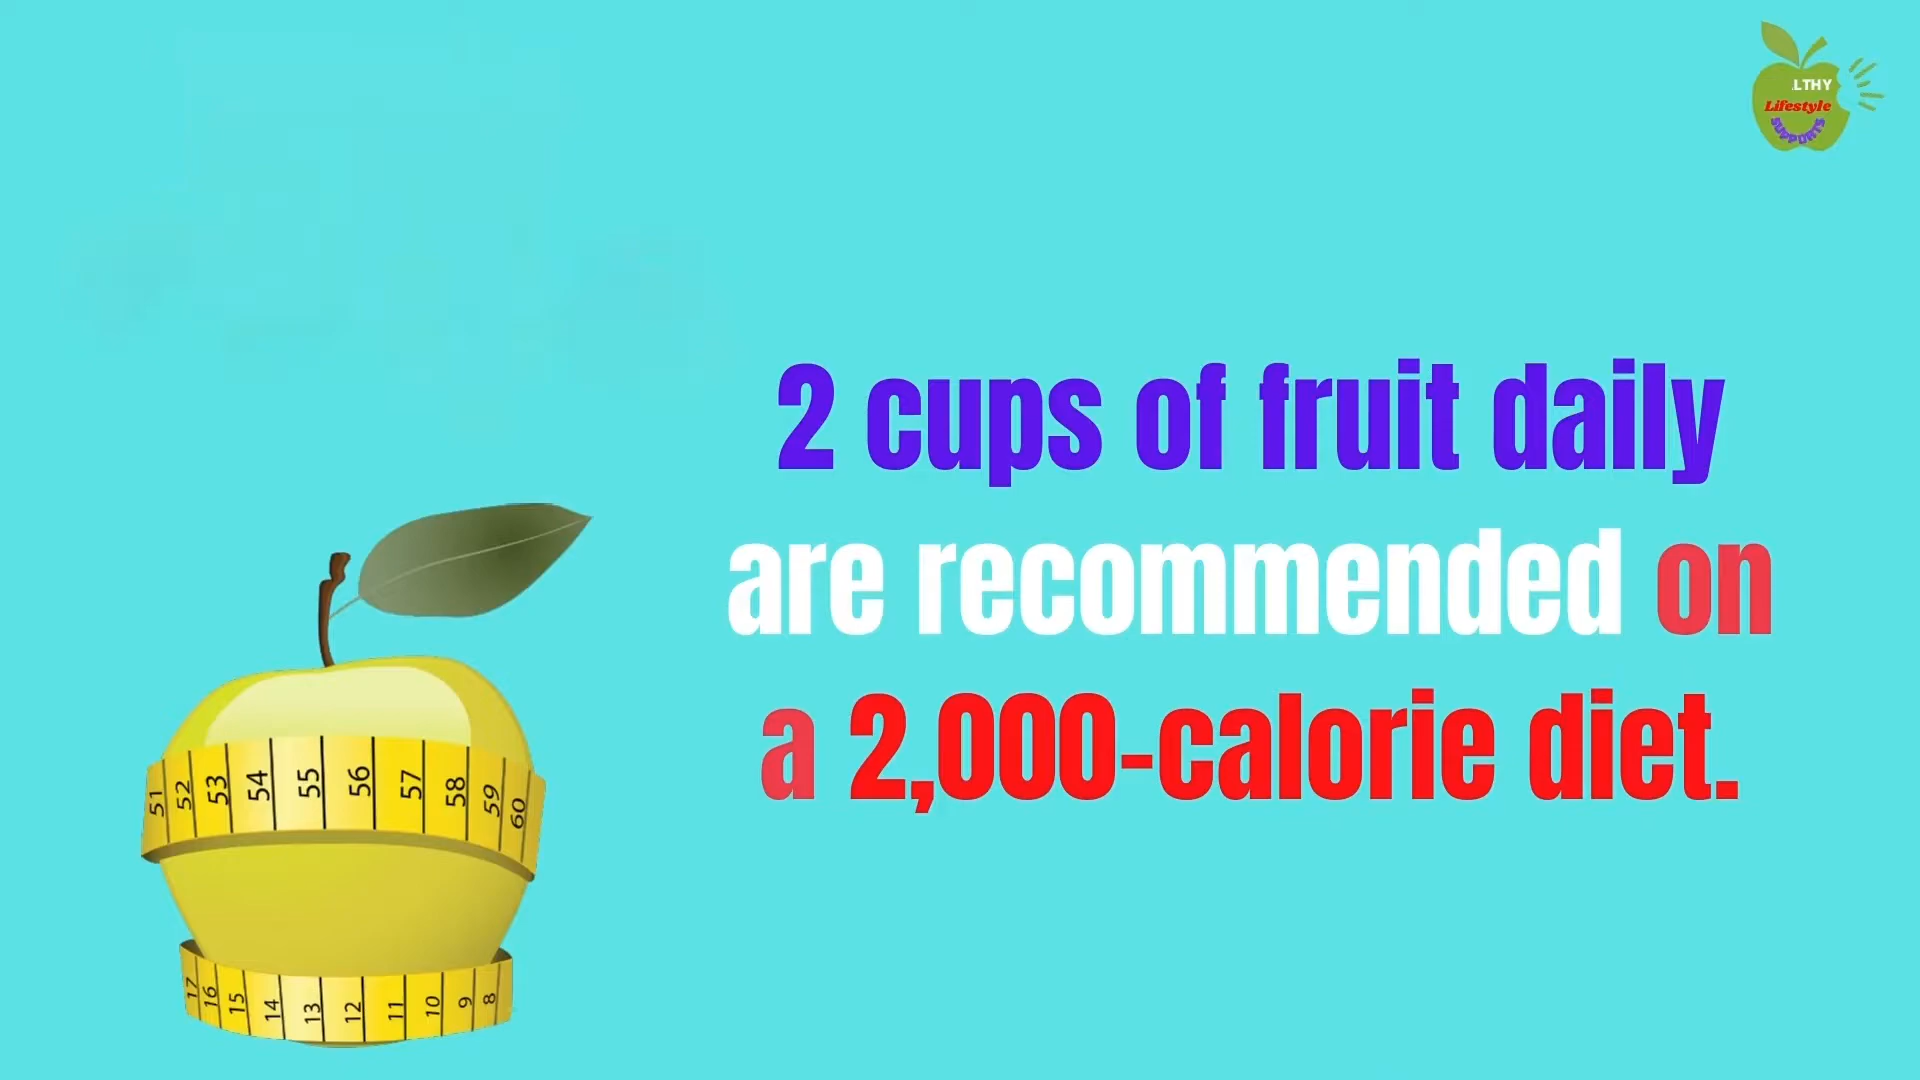 LTHY
Lifestyle
SUPPORTS
2 cups of fruit daily
are recommended on
a 2,000-calorie diet.
51 52 53 54 55 56 57 58 59 60
17 16 15 14 13 12 11 10 9 8